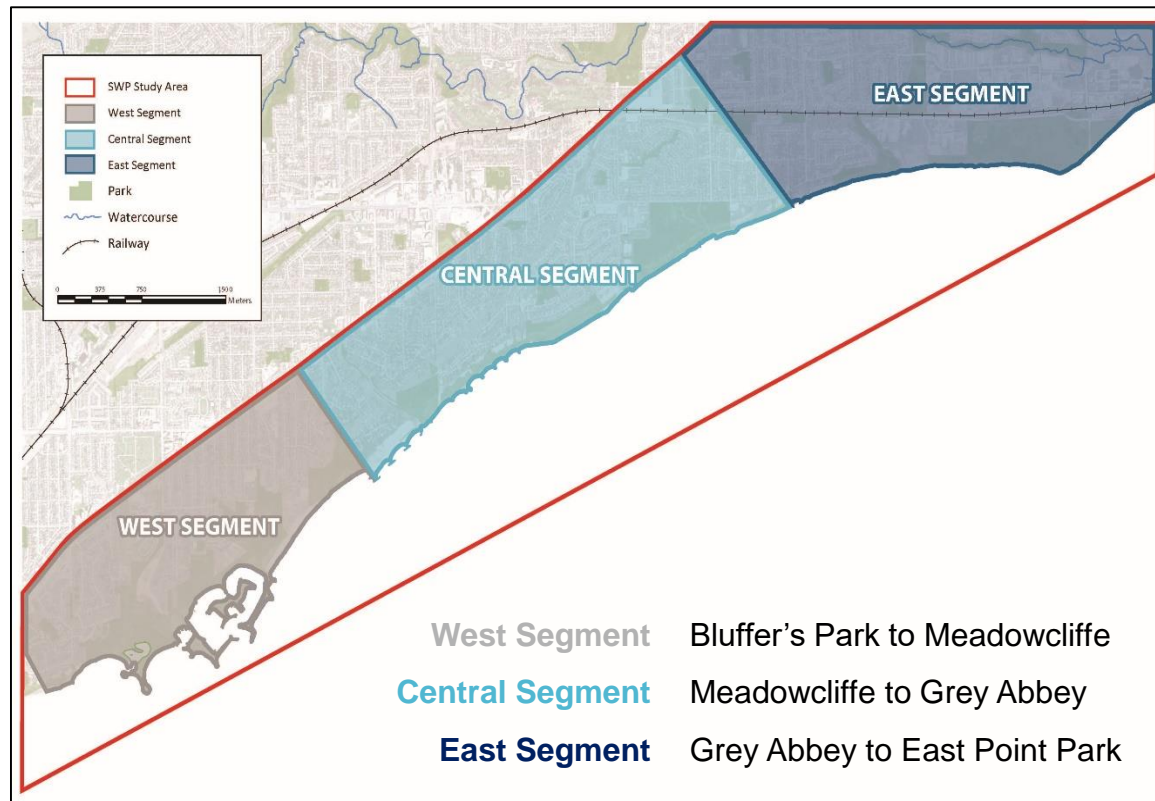 SWP Study Area
West Segment
Central Segment
East Segment
Park
Watercourse
Railway
0 375 750 1500
Meters
EAST SEGMENT
CENTRAL SEGMENT
WEST SEGMENT
West Segment Bluffer's Park to Meadowcliffe
Central Segment Meadowcliffe to Grey Abbey
East Segment Grey Abbey to East Point Park